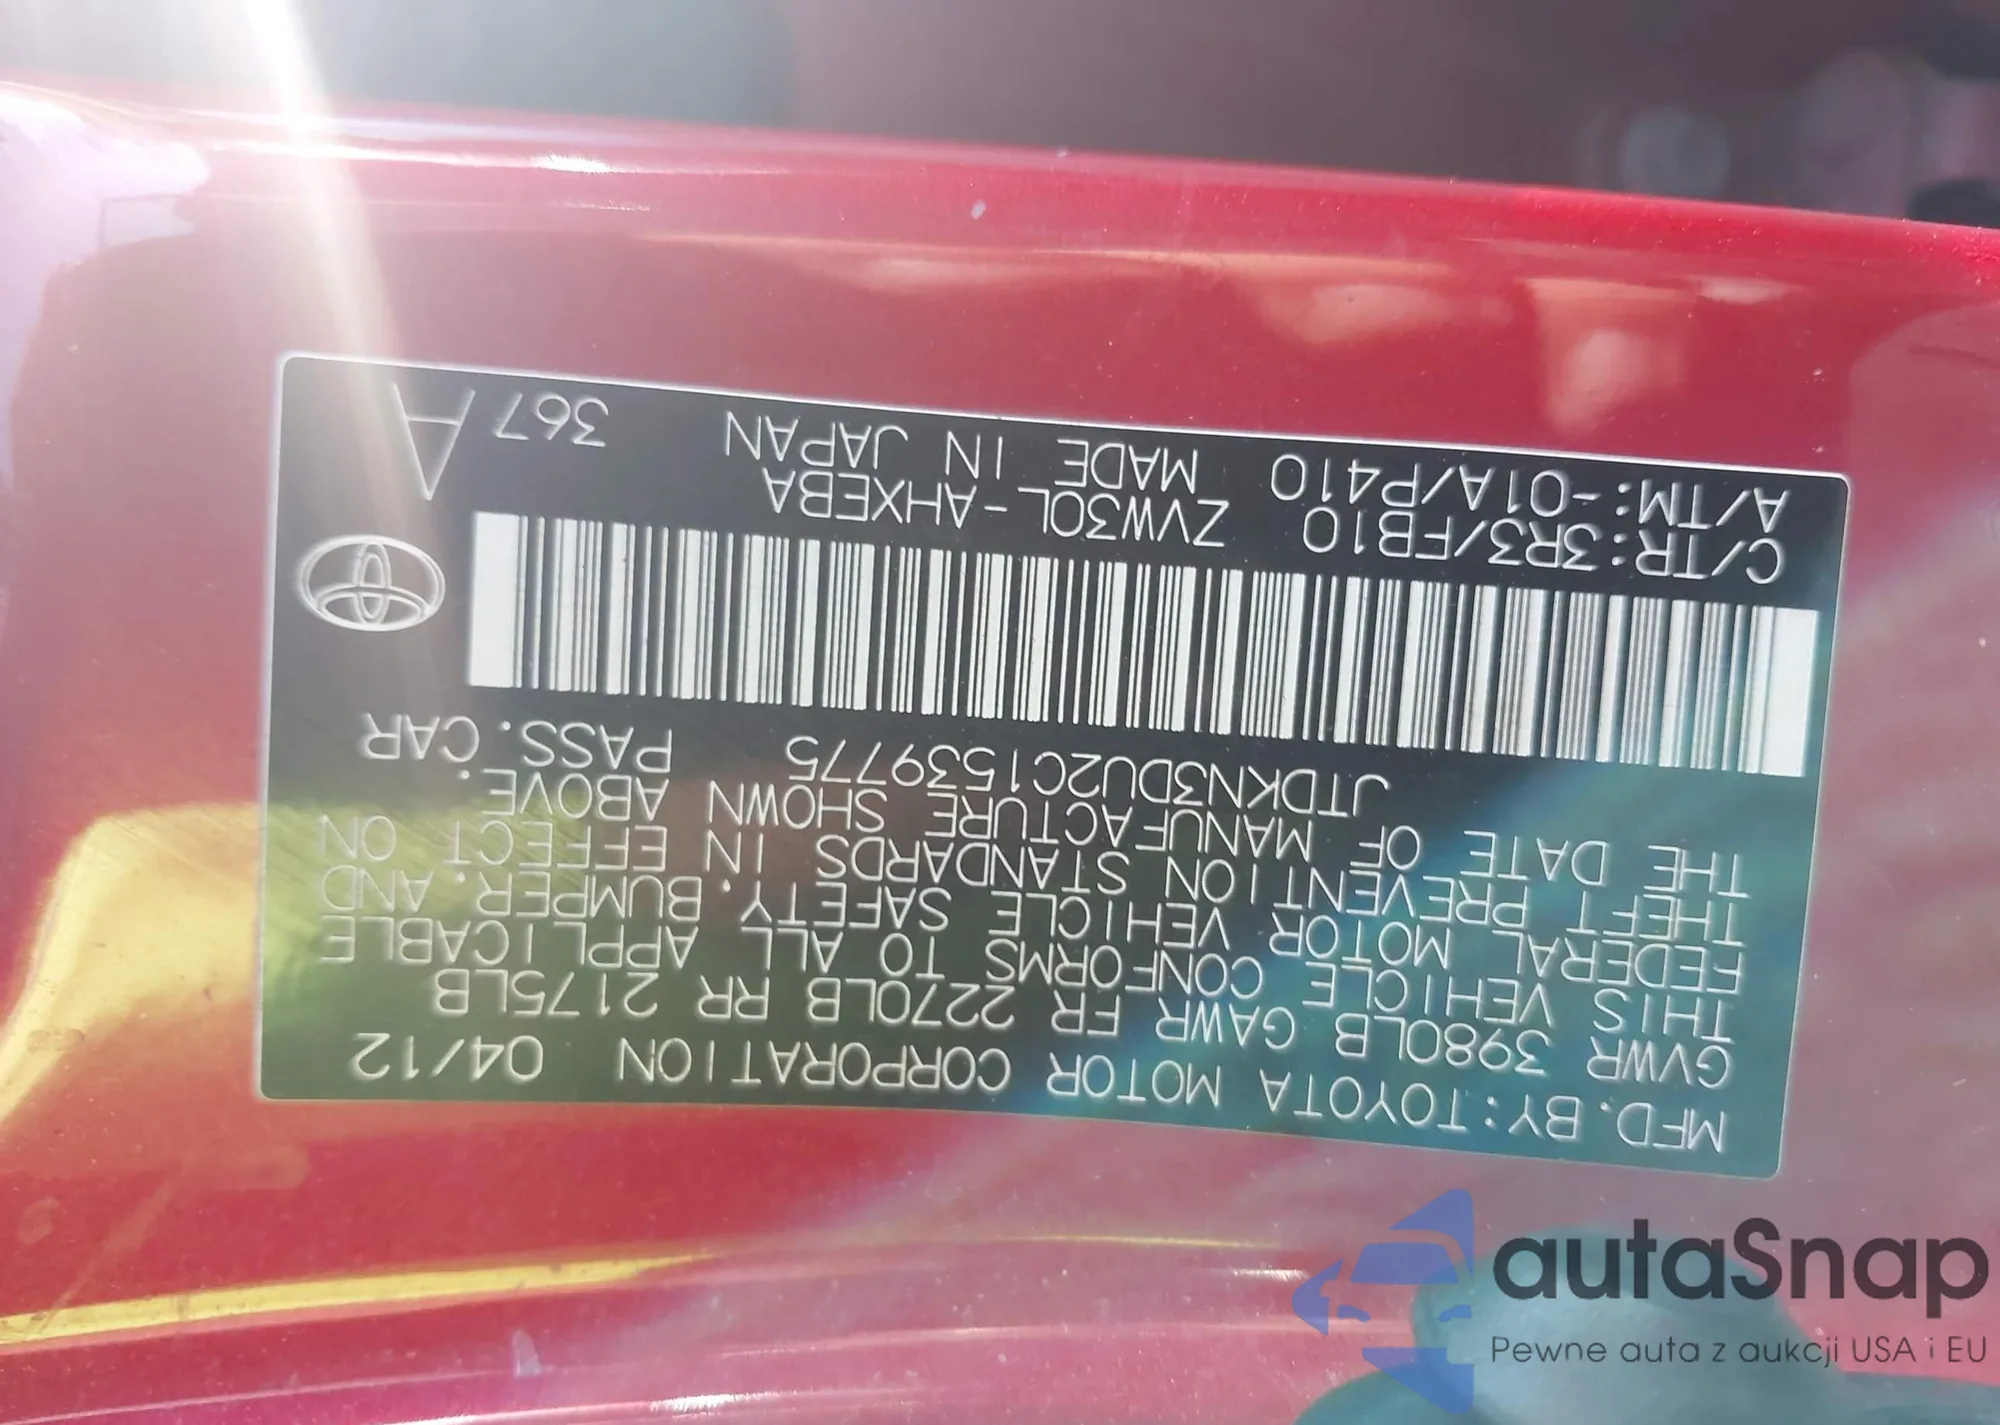 MFD. BY:TOYOTA MOTOR CORPORATION 04/12
GVWR 3980LB GAWR FR 2270LB RR 2175LB
THIS VEHICLE CONFORMS TO ALL APPLICABLE
FEDERAL MOTOR VEHICLE SAFETY, BUMPER, AND
THEFT PREVENTION STANDARDS IN EFFECT ON
THE DATE OF MANUFACTURE SHOWN ABOVE.
JTDKN3DU2C1539775 PASS. CAR
C/TR:3R3/FB10 ZVW30L-AHXEBA
A/TM:-01A/P410 MADE IN JAPAN 367 A
autaSnap
Pewne auta z aukcji USA i EU